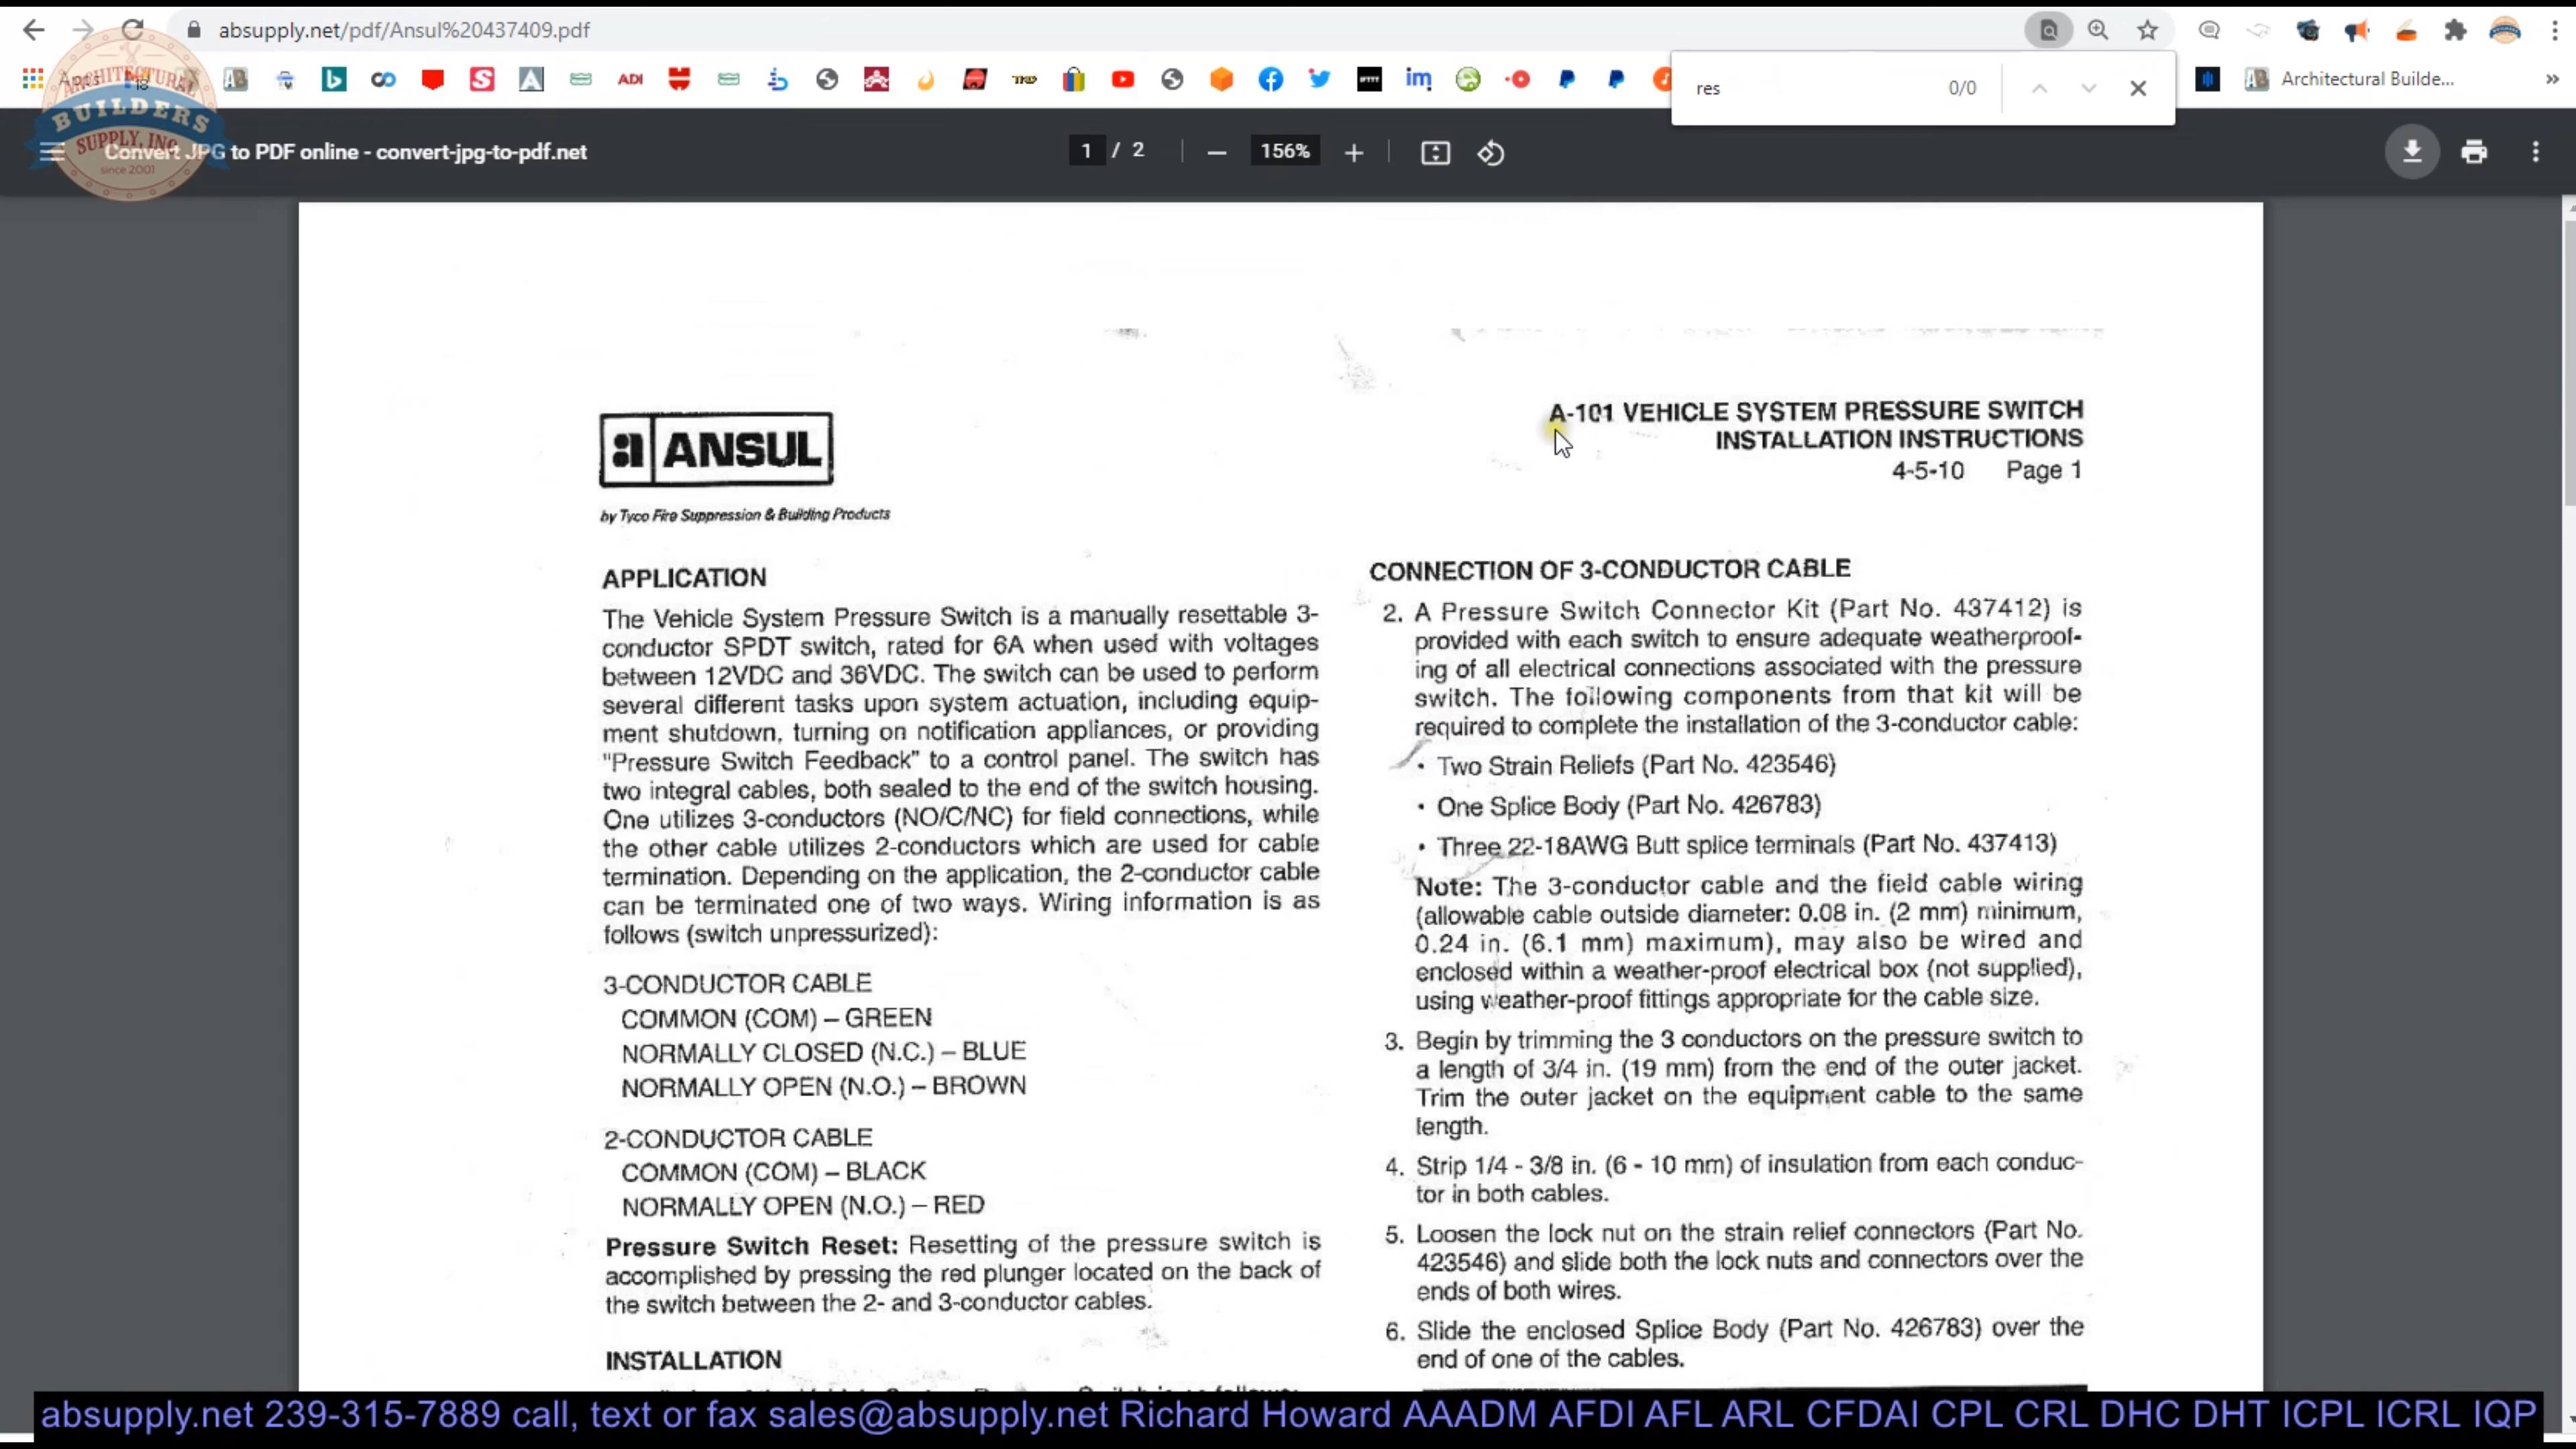 absupply.net/pdf/Ansul%20437409.pdf
Apps
18
ADI
IFTTT
im
Architectural Builde...
res
0/0
ARCHITECTURAL
BUILDERS
SUPPLY, INC.
since 2001
Convert JPG to PDF online - convert-jpg-to-pdf.net
1 / 2
156%
ANSUL
by Tyco Fire Suppression & Building Products
A-101 VEHICLE SYSTEM PRESSURE SWITCH
INSTALLATION INSTRUCTIONS
4-5-10 Page 1
APPLICATION
The Vehicle System Pressure Switch is a manually resettable 3-
conductor SPDT switch, rated for 6A when used with voltages
between 12VDC and 36VDC. The switch can be used to perform
several different tasks upon system actuation, including equip-
ment shutdown, turning on notification appliances, or providing
"Pressure Switch Feedback" to a control panel. The switch has
two integral cables, both sealed to the end of the switch housing.
One utilizes 3-conductors (NO/C/NC) for field connections, while
the other cable utilizes 2-conductors which are used for cable
termination. Depending on the application, the 2-conductor cable
can be terminated one of two ways. Wiring information is as
follows (switch unpressurized):
3-CONDUCTOR CABLE
COMMON (COM) – GREEN
NORMALLY CLOSED (N.C.) – BLUE
NORMALLY OPEN (N.O.) – BROWN
2-CONDUCTOR CABLE
COMMON (COM) – BLACK
NORMALLY OPEN (N.O.) – RED
Pressure Switch Reset: Resetting of the pressure switch is
accomplished by pressing the red plunger located on the back of
the switch between the 2- and 3-conductor cables.
INSTALLATION
CONNECTION OF 3-CONDUCTOR CABLE
2. A Pressure Switch Connector Kit (Part No. 437412) is
provided with each switch to ensure adequate weatherproof-
ing of all electrical connections associated with the pressure
switch. The following components from that kit will be
required to complete the installation of the 3-conductor cable:
• Two Strain Reliefs (Part No. 423546)
• One Splice Body (Part No. 426783)
• Three 22-18AWG Butt splice terminals (Part No. 437413)
Note: The 3-conductor cable and the field cable wiring
(allowable cable outside diameter: 0.08 in. (2 mm) minimum,
0.24 in. (6.1 mm) maximum), may also be wired and
enclosed within a weather-proof electrical box (not supplied),
using weather-proof fittings appropriate for the cable size.
3. Begin by trimming the 3 conductors on the pressure switch to
a length of 3/4 in. (19 mm) from the end of the outer jacket.
Trim the outer jacket on the equipment cable to the same
length.
4. Strip 1/4 - 3/8 in. (6 - 10 mm) of insulation from each conduc-
tor in both cables.
5. Loosen the lock nut on the strain relief connectors (Part No.
423546) and slide both the lock nuts and connectors over the
ends of both wires.
6. Slide the enclosed Splice Body (Part No. 426783) over the
end of one of the cables.
absupply.net 239-315-7889 call, text or fax sales@absupply.net Richard Howard AAADM AFDI AFL ARL CFDAI CPL CRL DHC DHT ICPL ICRL IQP